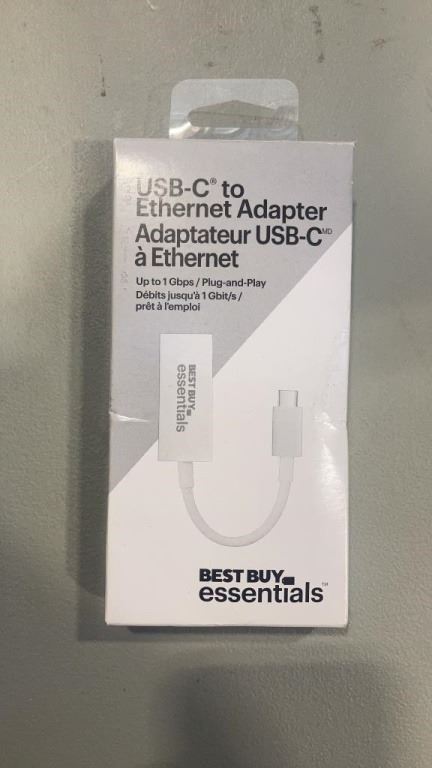 USB-C® to
Ethernet Adapter
Adaptateur USB-Cᴹᴰ
à Ethernet
Up to 1 Gbps / Plug-and-Play
Débits jusqu'à 1 Gbit/s /
prêt à l'emploi
BEST BUY
essentials
BEST BUY
essentials™